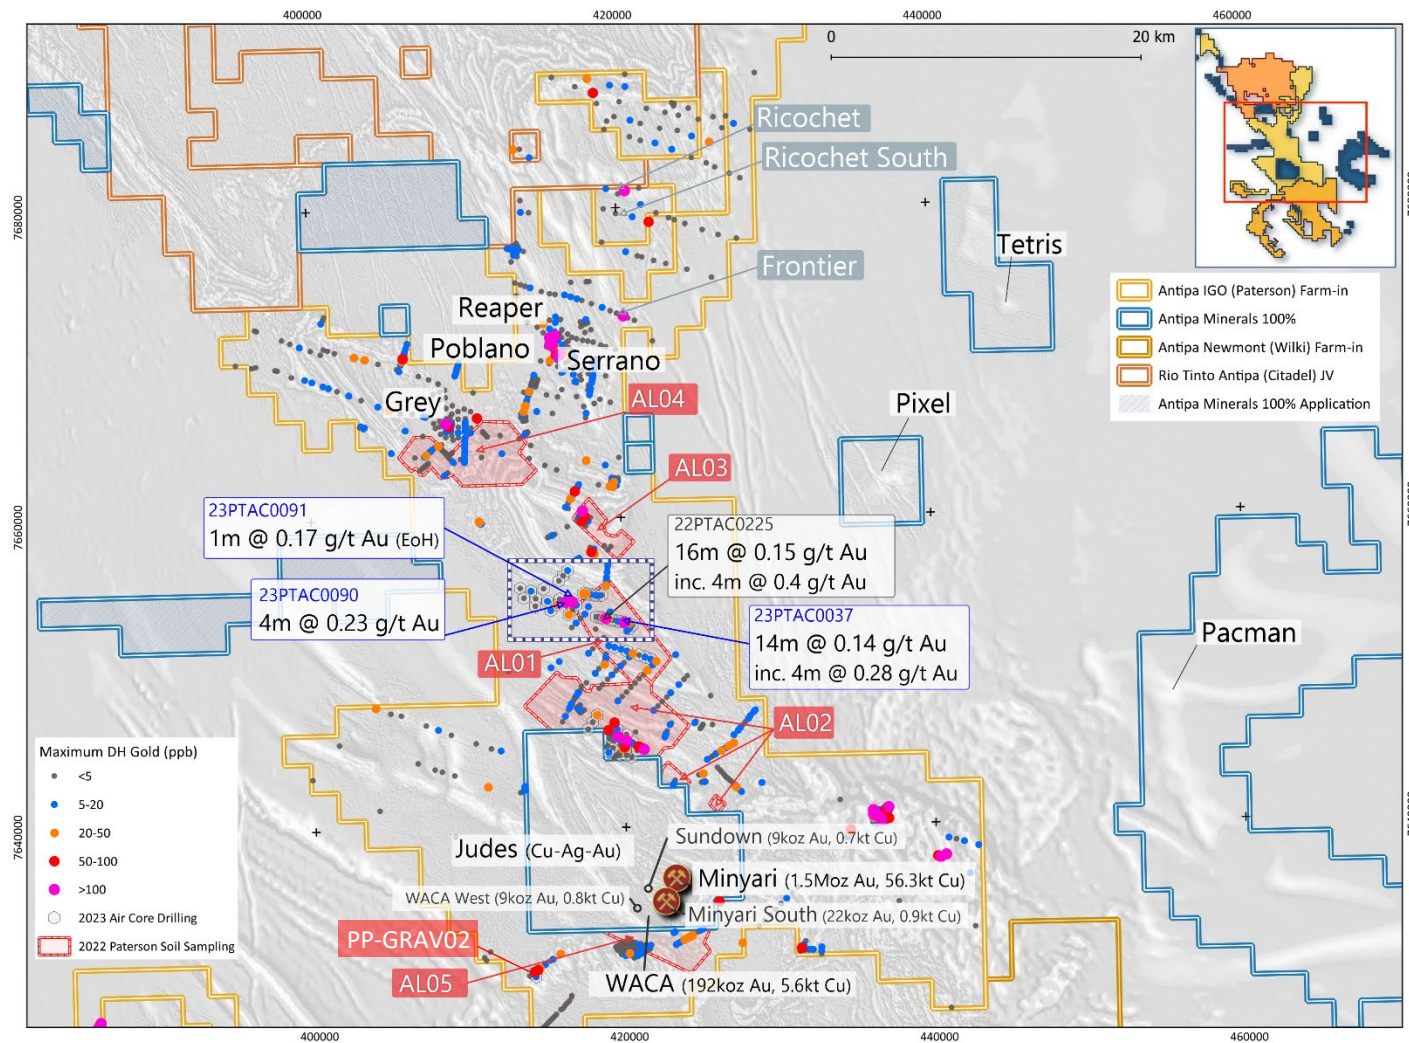 400000
420000
440000
460000
0
20 km
Ricochet
Ricochet South
Frontier
Tetris
Antipa IGO (Paterson) Farm-in
Antipa Minerals 100%
Antipa Newmont (Wilki) Farm-in
Rio Tinto Antipa (Citadel) JV
Antipa Minerals 100% Application
Reaper
Poblano
Serrano
Grey
AL04
Pixel
AL03
23PTAC0091
1m @ 0.17 g/t Au (EoH)
22PTAC0225
16m @ 0.15 g/t Au
inc. 4m @ 0.4 g/t Au
23PTAC0090
4m @ 0.23 g/t Au
23PTAC0037
14m @ 0.14 g/t Au
inc. 4m @ 0.28 g/t Au
Pacman
AL01
AL02
Maximum DH Gold (ppb)
<5
5-20
20-50
50-100
>100
2023 Air Core Drilling
2022 Paterson Soil Sampling
Judes (Cu-Ag-Au)
Sundown (9koz Au, 0.7kt Cu)
Minyari (1.5Moz Au, 56.3kt Cu)
WACA West (9koz Au, 0.8kt Cu)
Minyari South (22koz Au, 0.9kt Cu)
PP-GRAV02
AL05
WACA (192koz Au, 5.6kt Cu)
7680000
7660000
7640000
400000
420000
440000
460000